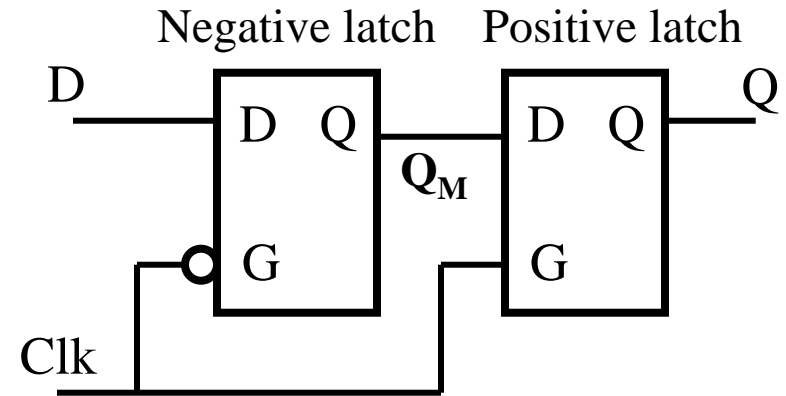 Negative latch Positive latch
D Q
D Q D Q
Q_M
G G
Clk